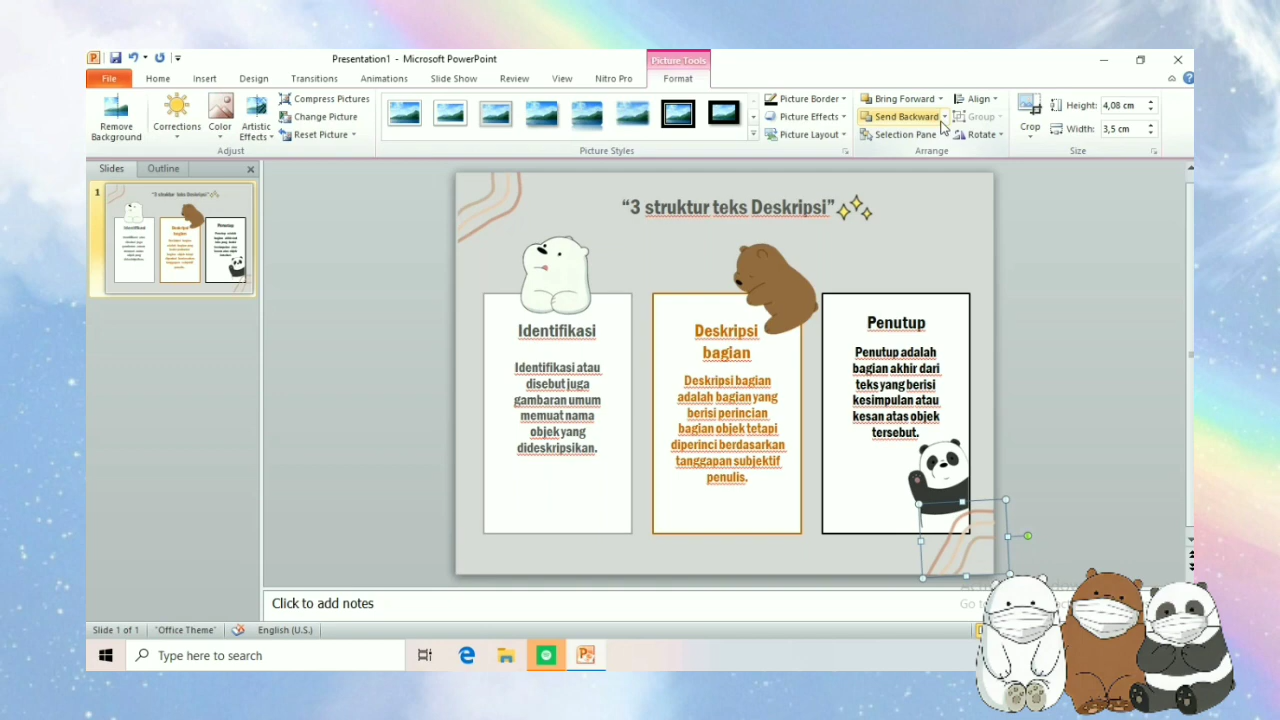 Presentation1 - Microsoft PowerPoint
Picture Tools
File Home Insert Design Transitions Animations Slide Show Review View Nitro Pro Format
Remove Background
Corrections
Color
Artistic Effects
Compress Pictures
Change Picture
Reset Picture
Adjust
Picture Styles
Picture Border
Picture Effects
Picture Layout
Bring Forward
Send Backward
Selection Pane
Align
Group
Rotate
Arrange
Crop
Height: 4,08 cm
Width: 3,5 cm
Size
Slides Outline
1
"3 struktur teks Deskripsi"
“3 struktur teks Deskripsi”
Identifikasi
Identifikasi atau
disebut juga
gambaran umum
memuat nama
objek yang
dideskripsikan.
Deskripsi
bagian
Deskripsi bagian
adalah bagian yang
berisi perincian
bagian objek tetapi
diperinci berdasarkan
tanggapan subjektif
penulis.
Penutup
Penutup adalah
bagian akhir dari
teks yang berisi
kesimpulan atau
kesan atas objek
tersebut.
Click to add notes
Slide 1 of 1 "Office Theme" English (U.S.)
Type here to search